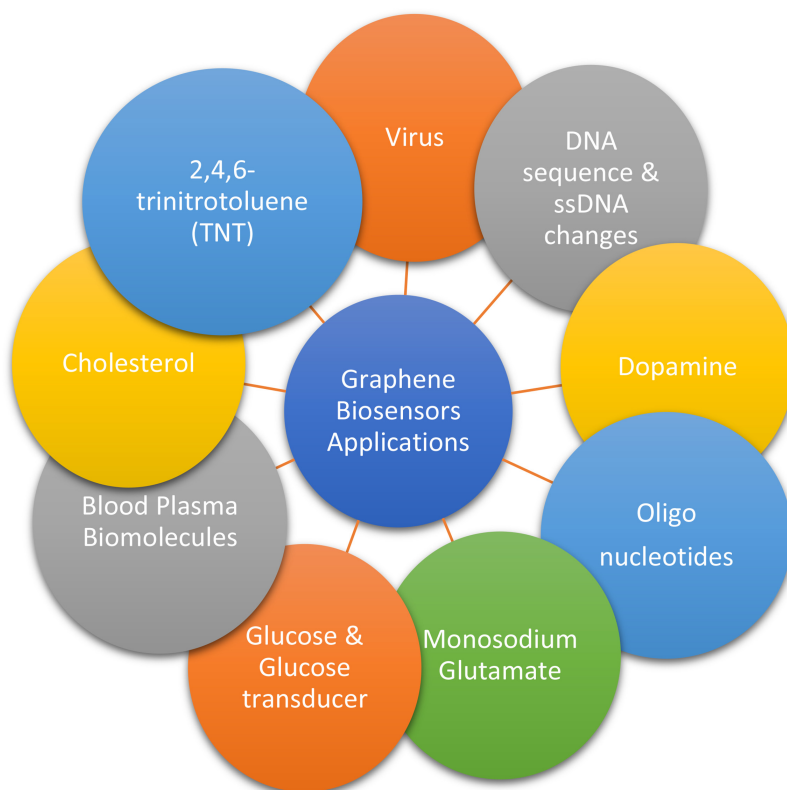 Virus
DNA
sequence &
ssDNA
changes
Dopamine
Oligo
nucleotides
Monosodium
Glutamate
Glucose &
Glucose
transducer
Blood Plasma
Biomolecules
Cholesterol
2,4,6-
trinitrotoluene
(TNT)
Graphene
Biosensors
Applications